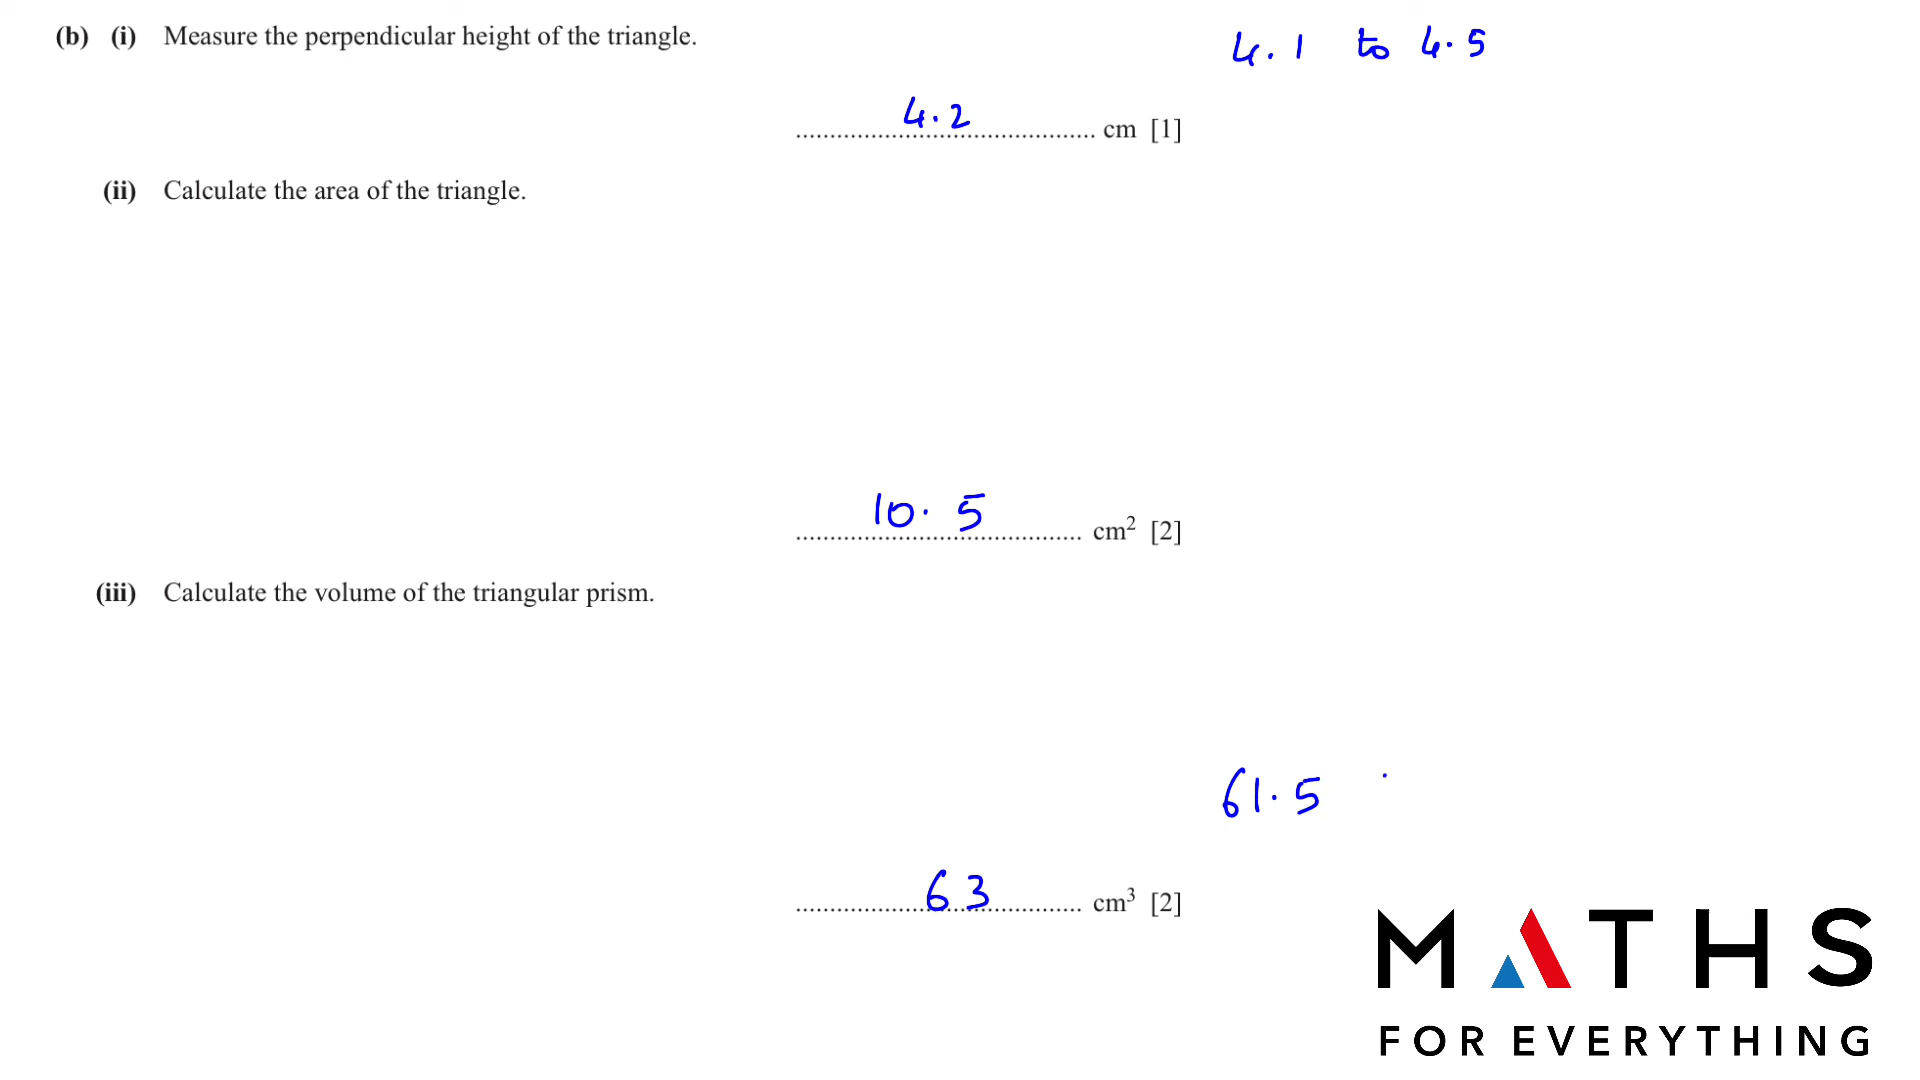 (b) (i) Measure the perpendicular height of the triangle.
4.1 to 4.5
4.2
.......................................... cm [1]
(ii) Calculate the area of the triangle.
10.5
.......................................... cm² [2]
(iii) Calculate the volume of the triangular prism.
61.5
63
.......................................... cm³ [2]
MATHS
FOR EVERYTHING